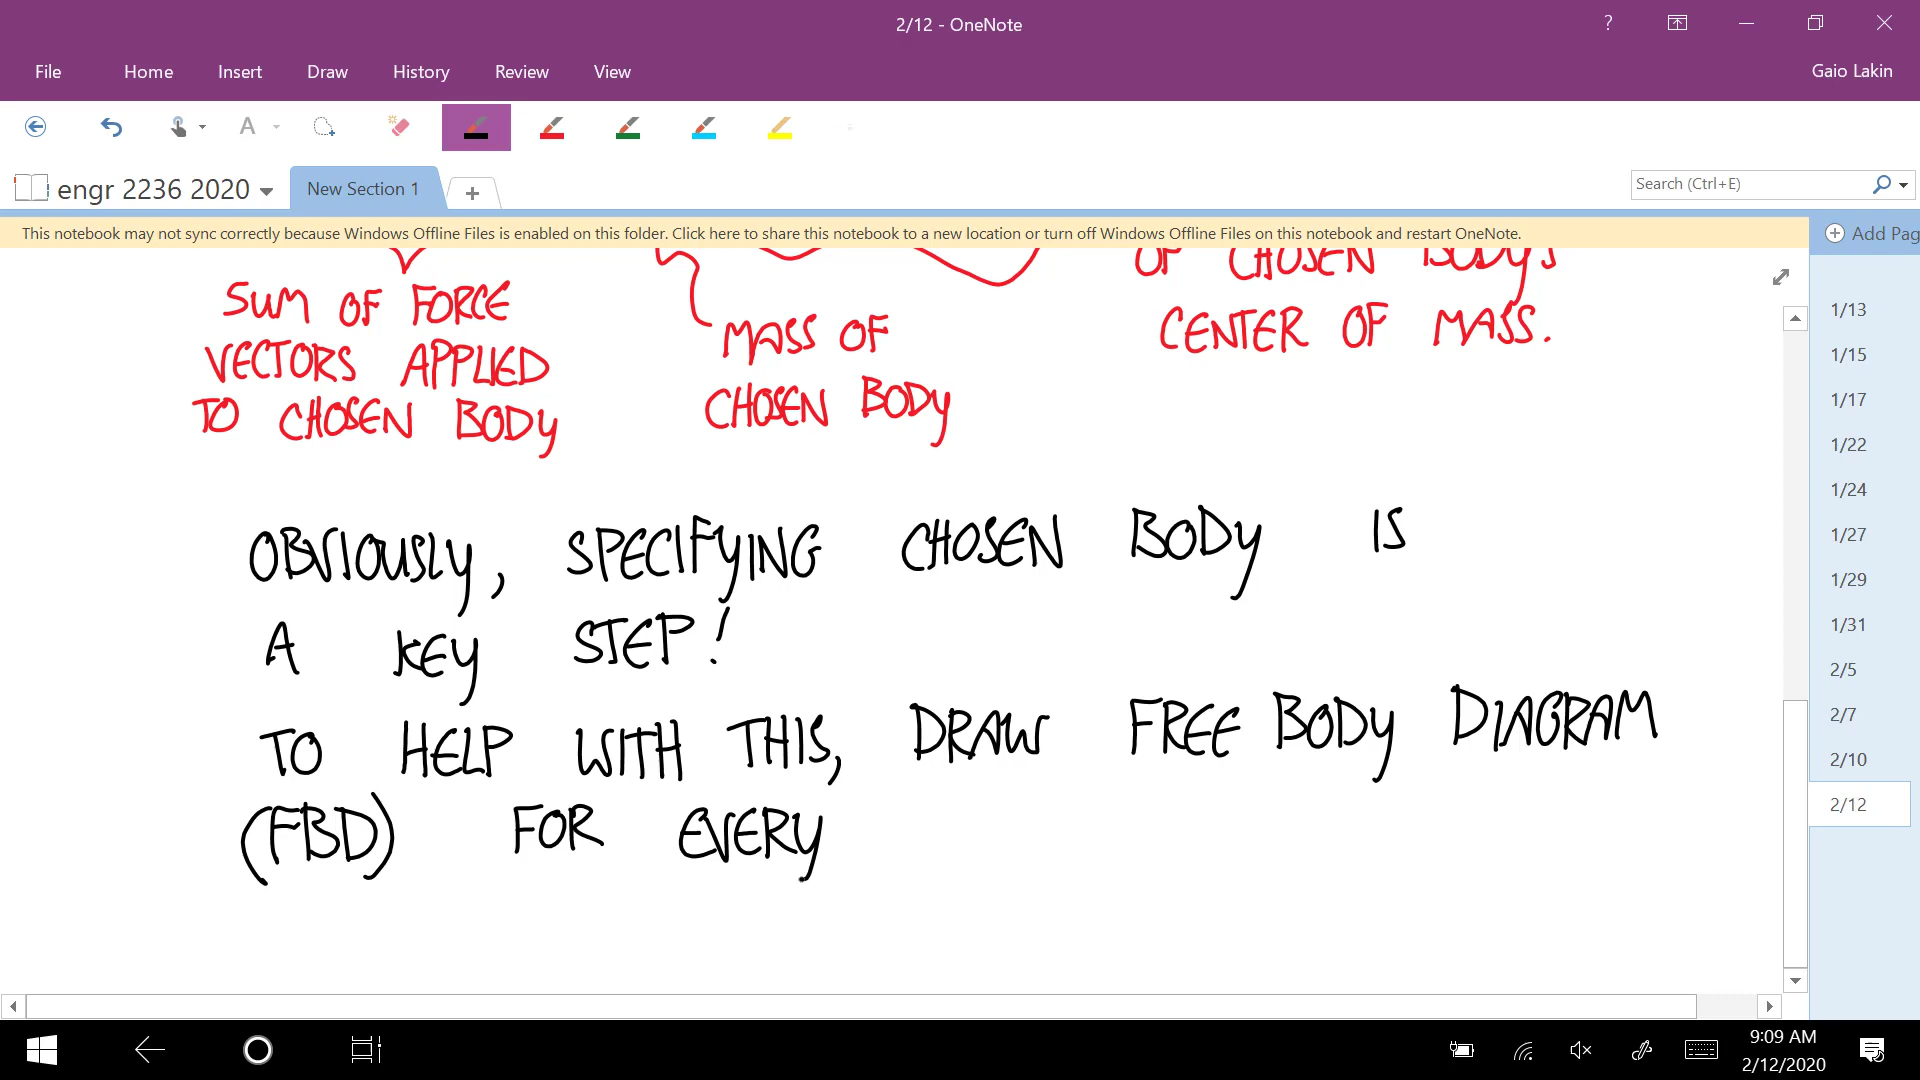 2/12 - OneNote
?
File Home Insert Draw History Review View
Gaio Lakin
A
engr 2236 2020
New Section 1
+
Search (Ctrl+E)
This notebook may not sync correctly because Windows Offline Files is enabled on this folder. Click here to share this notebook to a new location or turn off Windows Offline Files on this notebook and restart OneNote.
Add Pag
SUM OF FORCE
VECTORS APPLIED
TO CHOSEN BODY
MASS OF
CHOSEN BODY
OF CHOSEN BODY'S
CENTER OF MASS.
OBVIOUSLY, SPECIFYING CHOSEN BODY IS
A KEY STEP!
TO HELP WITH THIS, DRAW FREE BODY DIAGRAM
(FBD) FOR EVERY
1/13
1/15
1/17
1/22
1/24
1/27
1/29
1/31
2/5
2/7
2/10
2/12
9:09 AM
2/12/2020